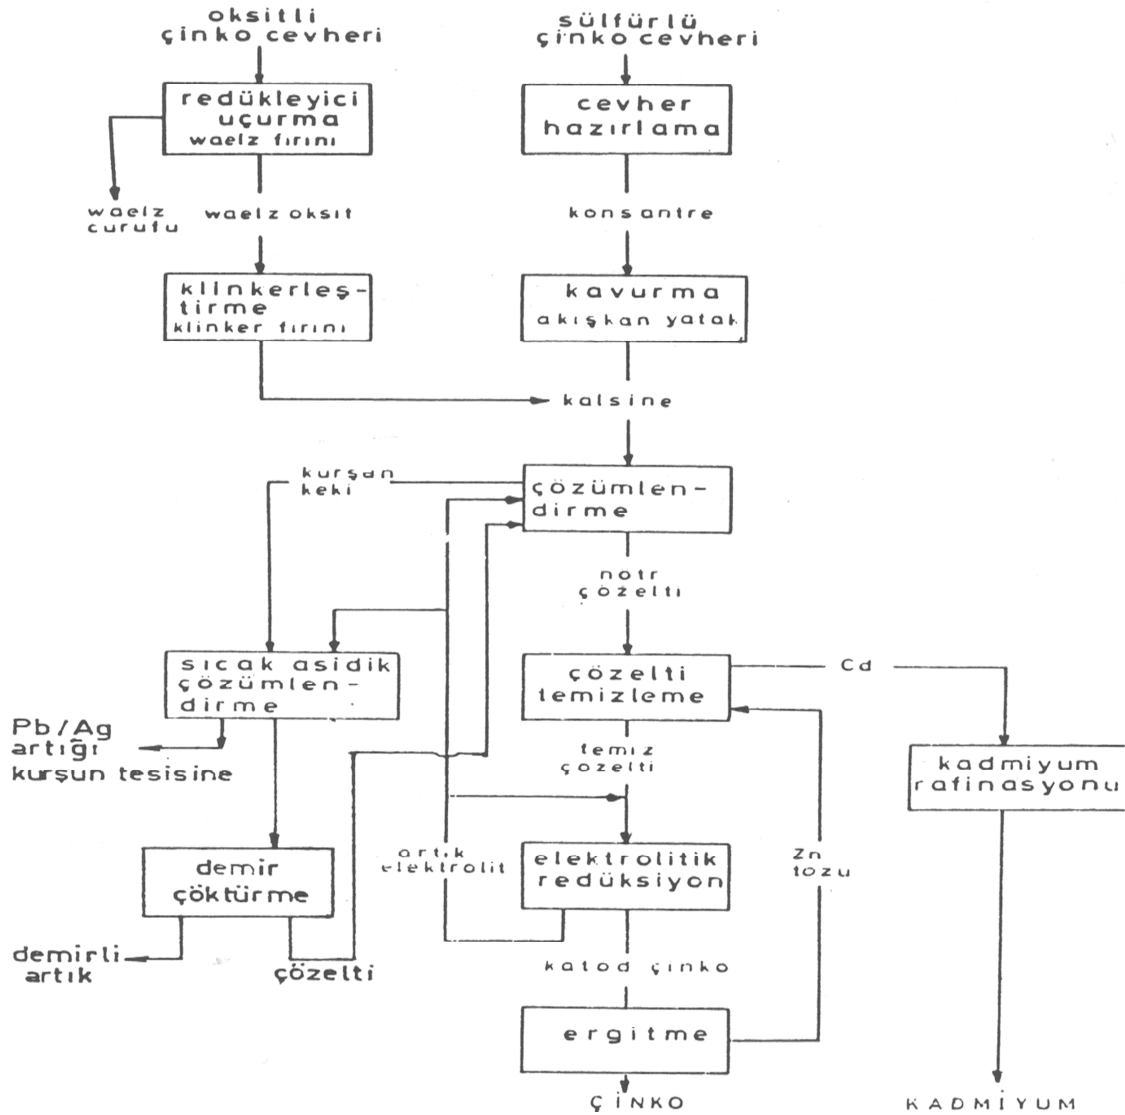 oksitli
çinko cevheri
sülfürlü
çinko cevheri
redükleyici
uçurma
waelz fırını
cevher
hazırlama
waelz
curufu
waelz oksit
konsantre
klinkerleş-
tirme
klinker fırını
kavurma
akışkan yatak
kalsine
kurşun
keki
çözümlen-
dirme
notr
çözelti
sıcak asidik
çözümlen-
dirme
çözelti
temizleme
Cd
Pb/Ag
artığı
kurşun tesisine
temiz
çözelti
kadmiyum
rafinasyonu
demir
çöktürme
artık
elektrolit
elektrolitik
redüksiyon
Zn
tozu
demirli
artık
çözelti
katod çinko
ergitme
ÇİNKO
KADMİYUM